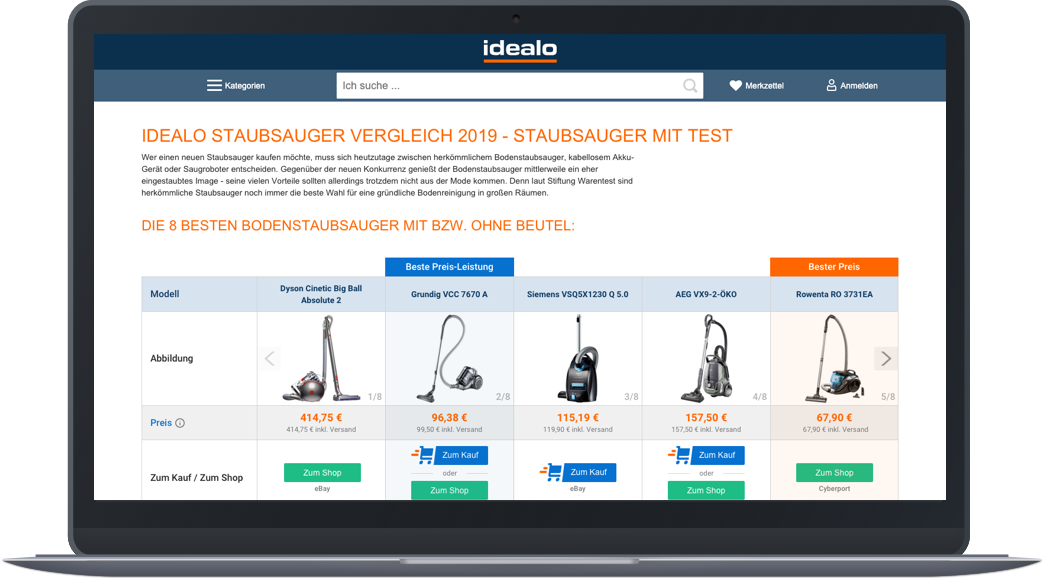 idealo
Kategorien
Ich suche ...
Merkzettel
Anmelden
IDEALO STAUBSAUGER VERGLEICH 2019 - STAUBSAUGER MIT TEST
Wer einen neuen Staubsauger kaufen möchte, muss sich heutzutage zwischen herkömmlichem Bodenstaubsauger, kabellosem Akku-
Gerät oder Saugroboter entscheiden. Gegenüber der neuen Konkurrenz genießt der Bodenstaubsauger mittlerweile ein eher
eingestaubtes Image - seine vielen Vorteile sollten allerdings trotzdem nicht aus der Mode kommen. Denn laut Stiftung Warentest sind
herkömmliche Staubsauger noch immer die beste Wahl für eine gründliche Bodenreinigung in großen Räumen.
DIE 8 BESTEN BODENSTAUBSAUGER MIT BZW. OHNE BEUTEL:
Beste Preis-Leistung
Bester Preis
Modell
Dyson Cinetic Big Ball
Absolute 2
Grundig VCC 7670 A
Siemens VSQ5X1230 Q 5.0
AEG VX9-2-ÖKO
Rowenta RO 3731EA
Abbildung
1/8
2/8
3/8
4/8
5/8
Preis
414,75 €
414,75 € inkl. Versand
96,38 €
99,50 € inkl. Versand
115,19 €
119,90 € inkl. Versand
157,50 €
157,50 € inkl. Versand
67,90 €
67,90 € inkl. Versand
Zum Kauf / Zum Shop
Zum Shop
eBay
Zum Kauf
oder
Zum Shop
Zum Kauf
eBay
Zum Kauf
oder
Zum Shop
Zum Shop
Cyberport